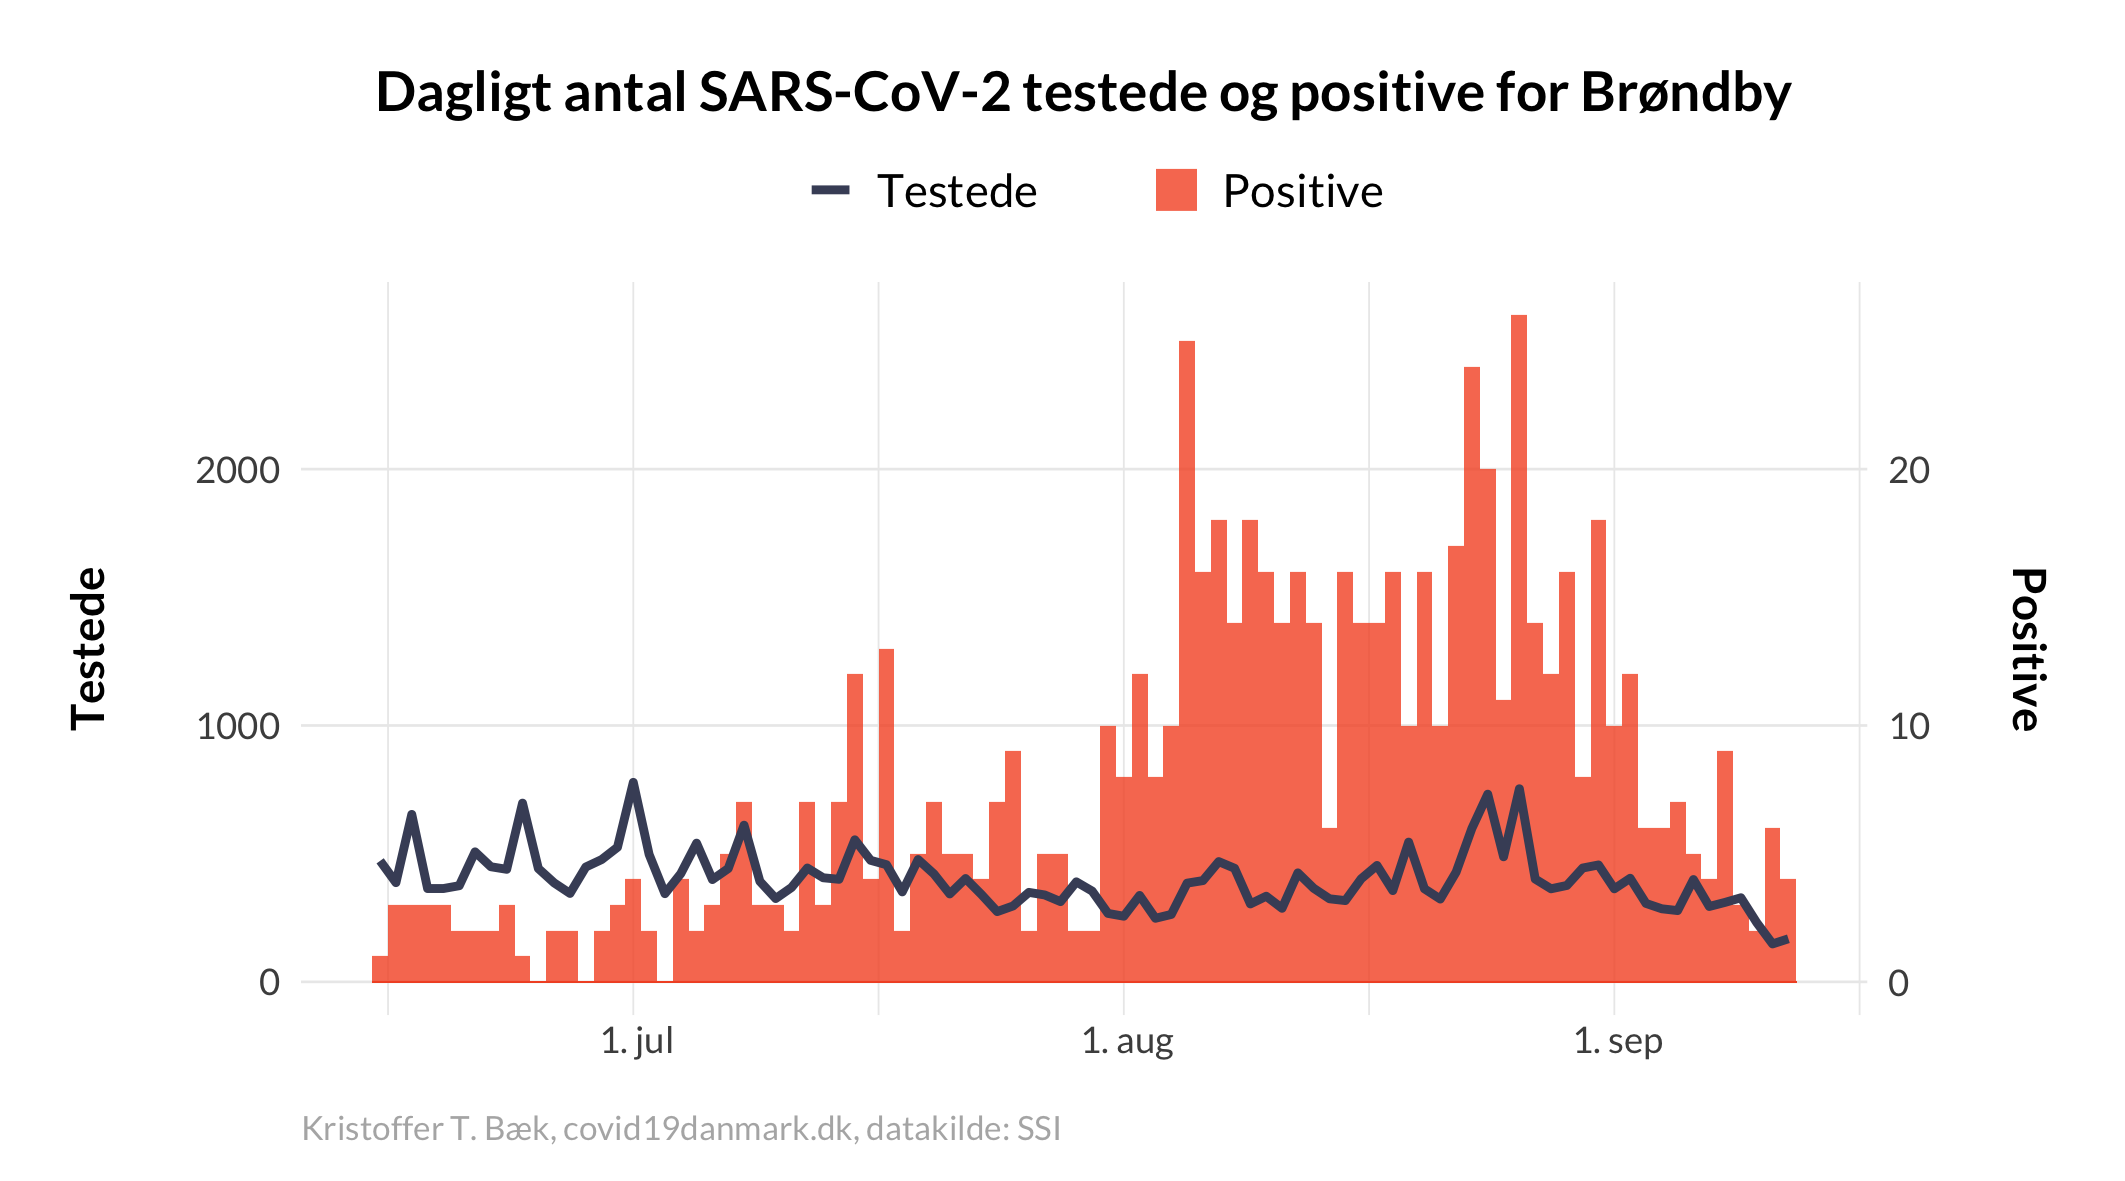 Dagligt antal SARS-CoV-2 testede og positive for Brøndby
Testede
Positive
2000
1000
0
20
10
0
Testede
Positive
1. jul
1. aug
1. sep
Kristoffer T. Bæk, covid19danmark.dk, datakilde: SSI